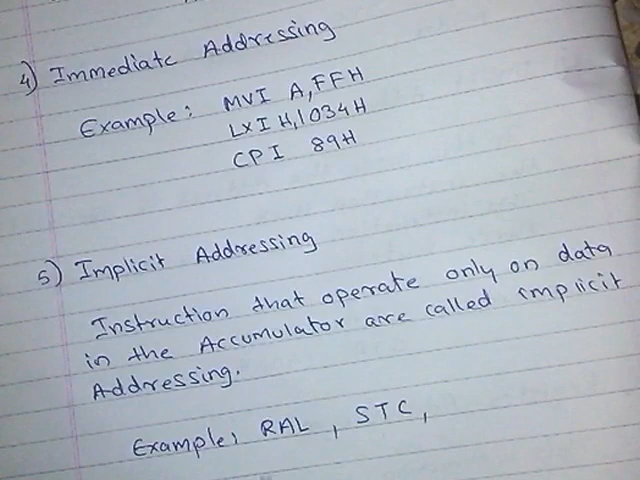 4) Immediate Addressing
Example: MVI A,FFH
LXI H,1034H
CPI 89H
5) Implicit Addressing
Instruction that operate only on data
in the Accumulator are called implicit
Addressing.
Example: RAL, STC,